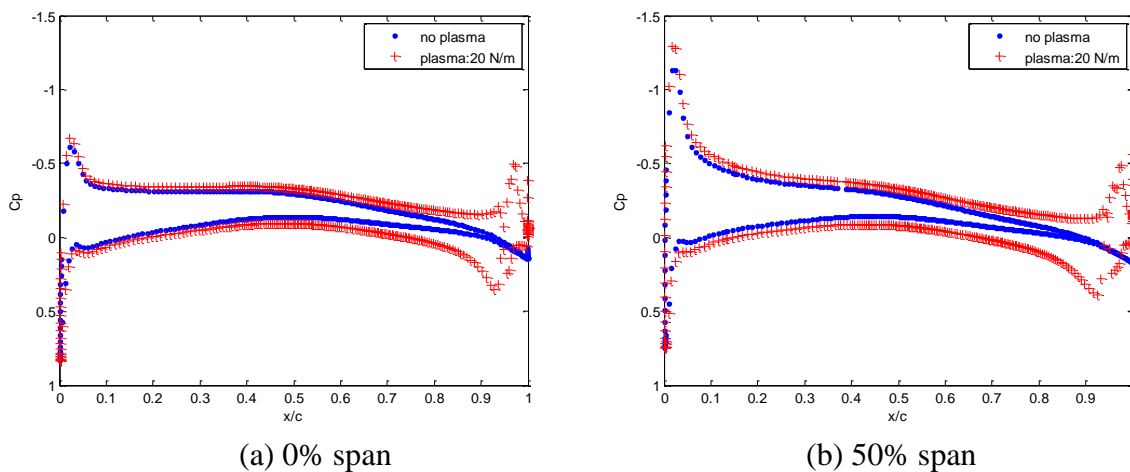 -1.5
-1
-0.5
0
0.5
1
Cp
0 0.1 0.2 0.3 0.4 0.5 0.6 0.7 0.8 0.9 1
x/c
no plasma
plasma:20 N/m
(a) 0% span
-1.5
-1
-0.5
0
0.5
1
Cp
0 0.1 0.2 0.3 0.4 0.5 0.6 0.7 0.8 0.9
x/c
no plasma
plasma:20 N/m
(b) 50% span